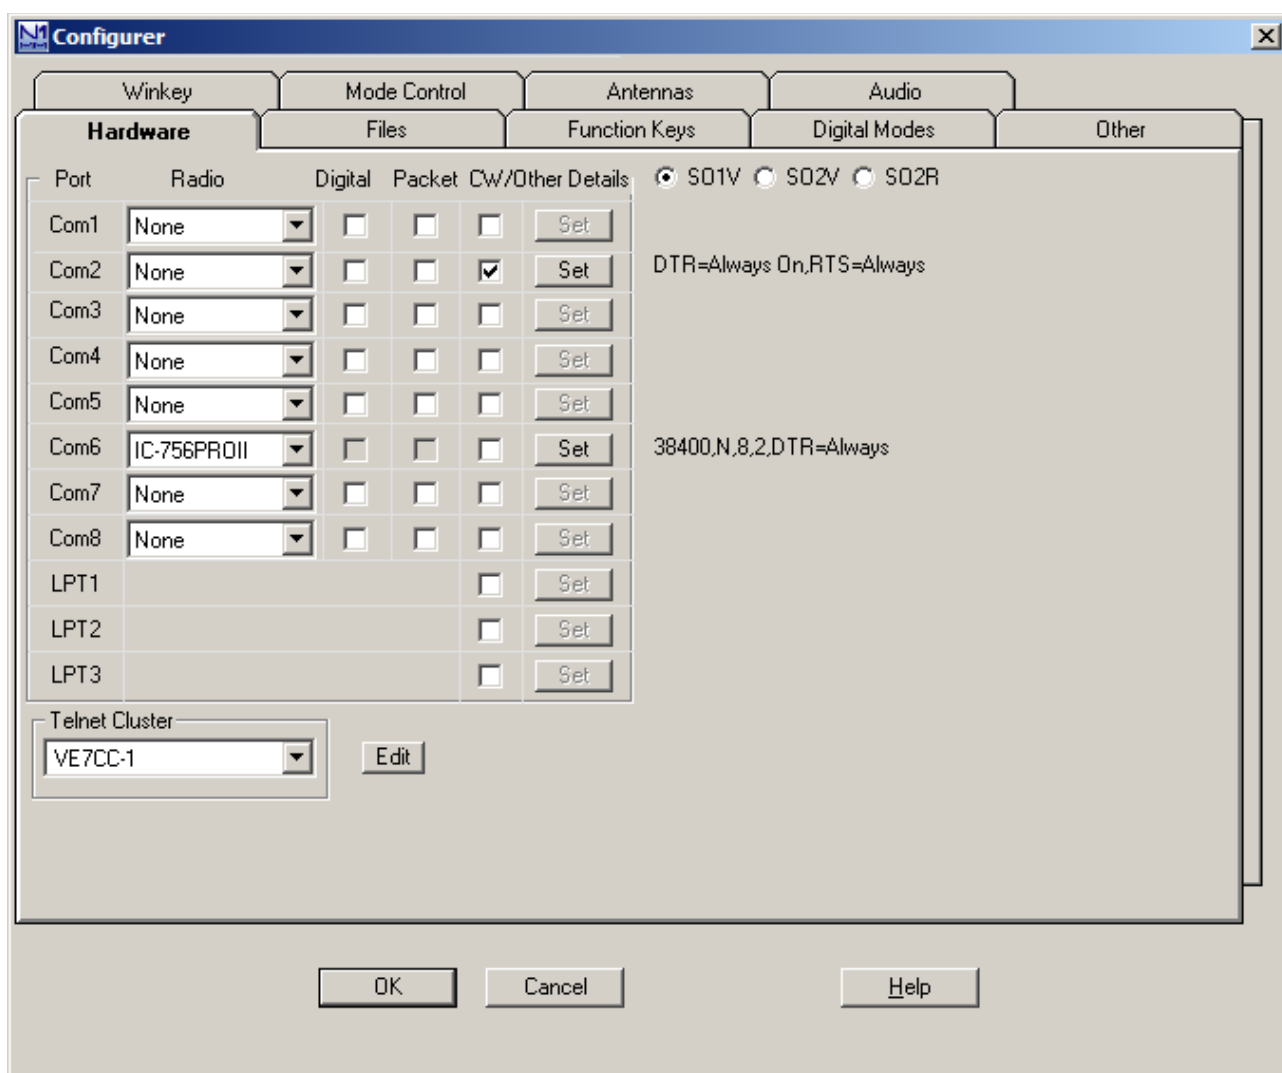 N1 MM Configurer
Winkey Mode Control Antennas Audio
Hardware Files Function Keys Digital Modes Other
Port Radio Digital Packet CW/Other Details SO1V SO2V SO2R
Com1 None Set
Com2 None Set DTR=Always On,RTS=Always
Com3 None Set
Com4 None Set
Com5 None Set
Com6 IC-756PROII Set 38400,N,8,2,DTR=Always
Com7 None Set
Com8 None Set
LPT1 Set
LPT2 Set
LPT3 Set
Telnet Cluster
VE7CC-1 Edit
OK Cancel Help